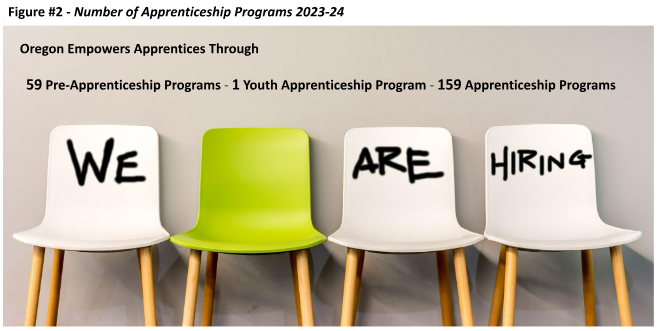 Figure #2 - Number of Apprenticeship Programs 2023-24
Oregon Empowers Apprentices Through
59 Pre-Apprenticeship Programs - 1 Youth Apprenticeship Program - 159 Apprenticeship Programs
WE ARE HIRING